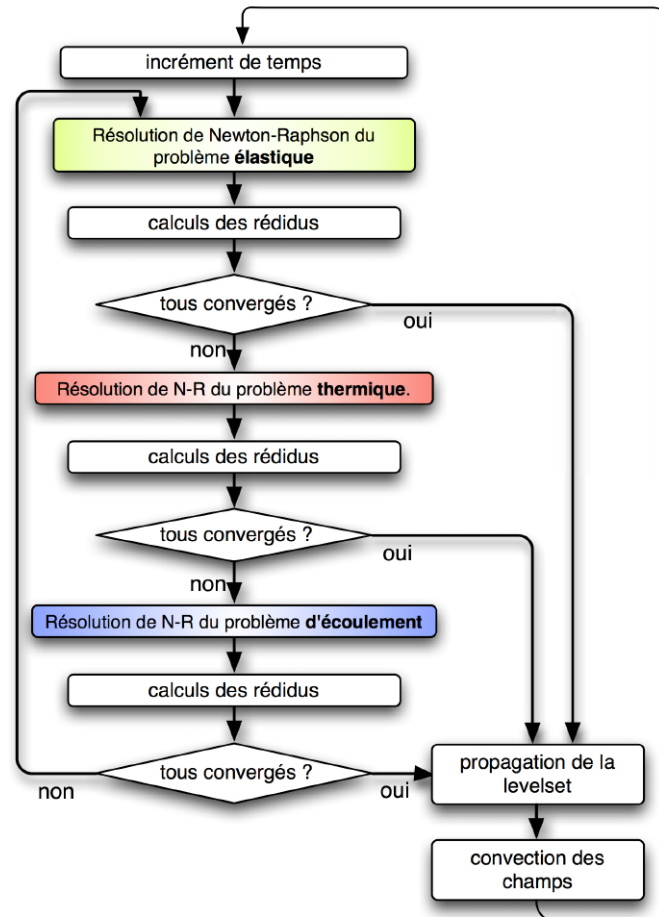 incrément de temps
Résolution de Newton-Raphson du
problème élastique
calculs des rédidus
tous convergés ?
oui
non
Résolution de N-R du problème thermique.
calculs des rédidus
tous convergés ?
oui
non
Résolution de N-R du problème d'écoulement
calculs des rédidus
tous convergés ?
non
oui
propagation de la
levelset
convection des
champs